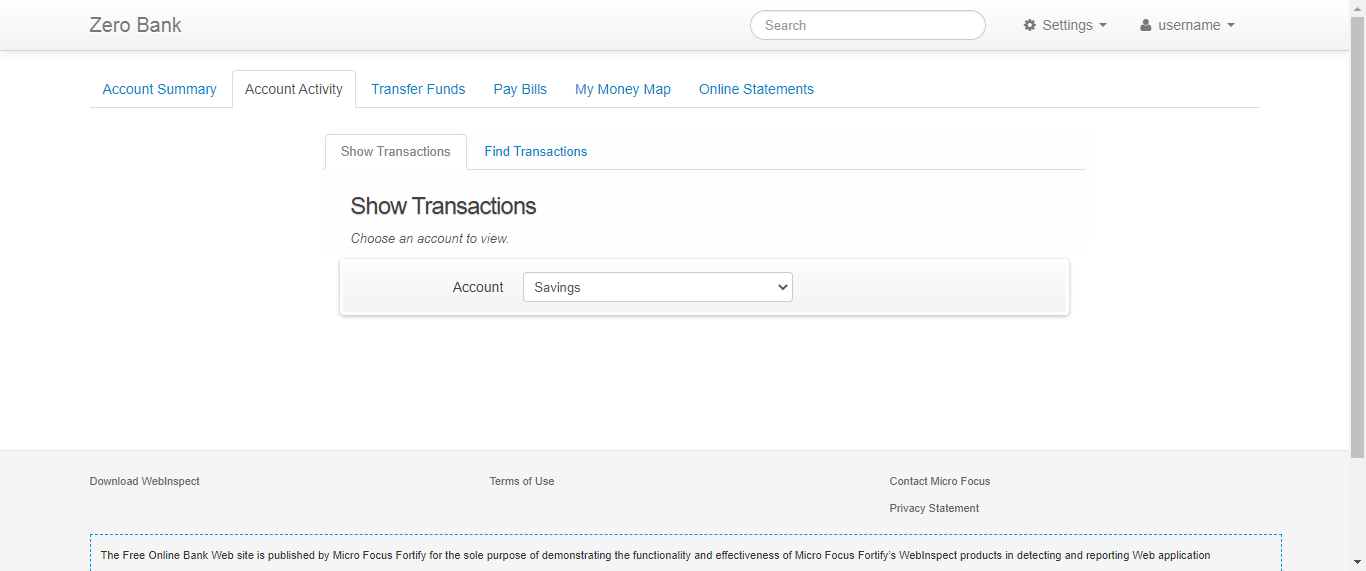 Zero Bank
Search
Settings
username
Account Summary
Account Activity
Transfer Funds
Pay Bills
My Money Map
Online Statements
Show Transactions
Find Transactions
Show Transactions
Choose an account to view.
Account
Savings
Download WebInspect
Terms of Use
Contact Micro Focus
Privacy Statement
The Free Online Bank Web site is published by Micro Focus Fortify for the sole purpose of demonstrating the functionality and effectiveness of Micro Focus Fortify's WebInspect products in detecting and reporting Web application